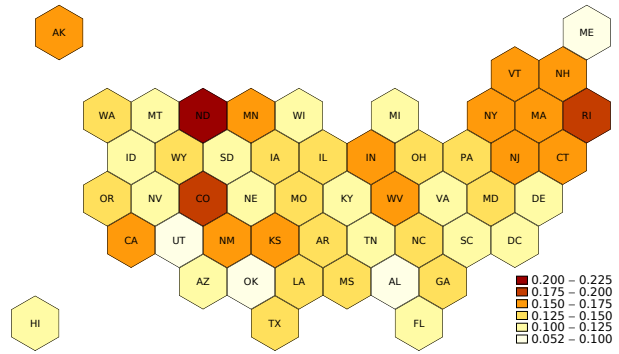 AK
ME
VT NH
WA MT ND MN WI MI NY MA RI
ID WY SD IA IL IN OH PA NJ CT
OR NV CO NE MO KY WV VA MD DE
CA UT NM KS AR TN NC SC DC
AZ OK LA MS AL GA
HI TX FL
0.200 – 0.225
0.175 – 0.200
0.150 – 0.175
0.125 – 0.150
0.100 – 0.125
0.052 – 0.100